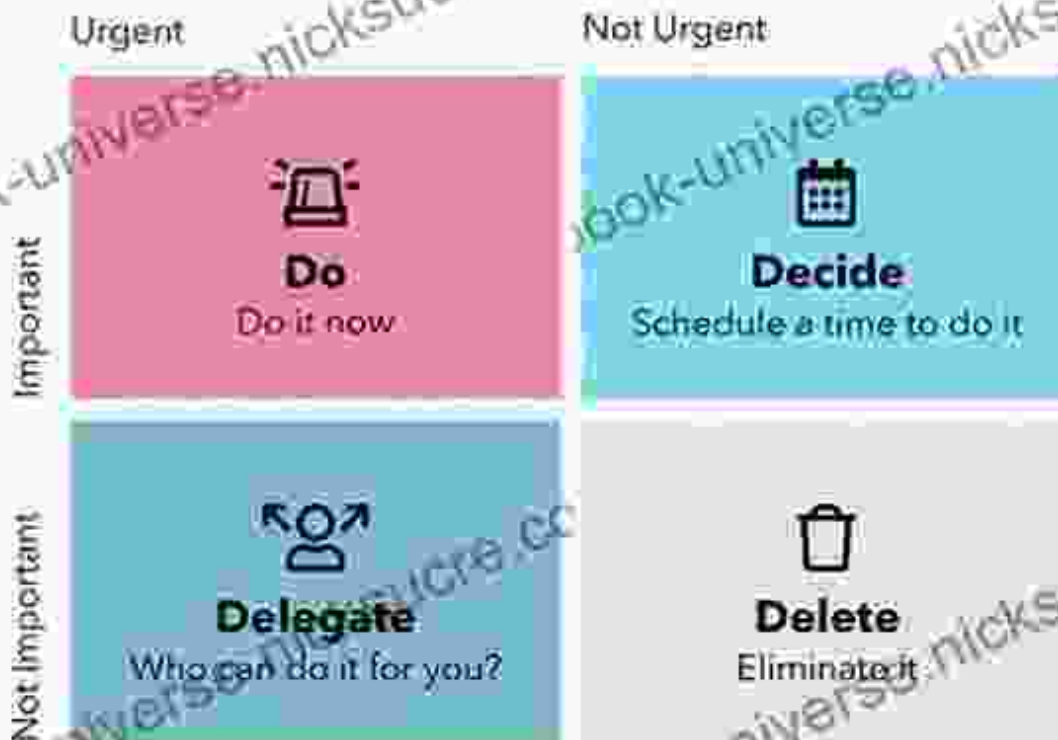 Urgent
Not Urgent
Important
Do
Do it now
Decide
Schedule a time to do it
Not Important
Delegate
Who can do it for you?
Delete
Eliminate it